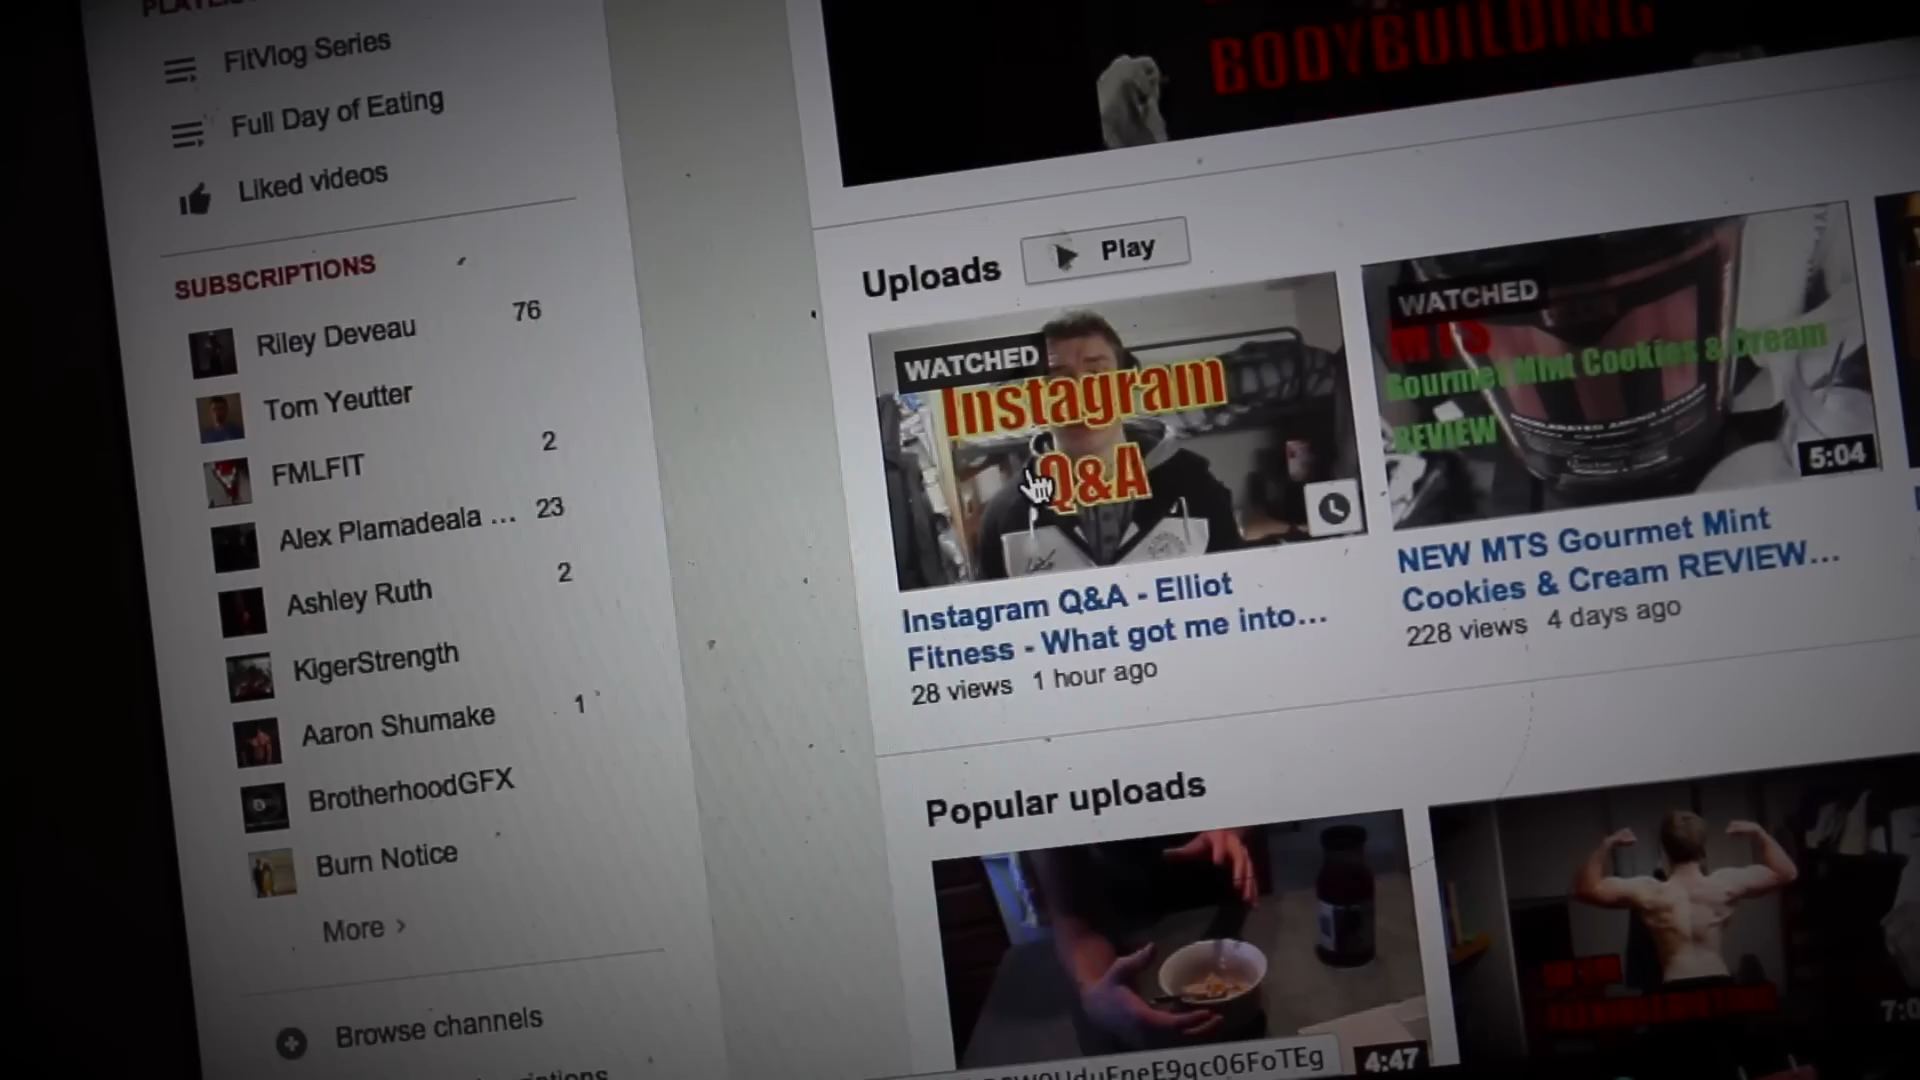 FitVlog Series
Full Day of Eating
Liked videos
SUBSCRIPTIONS
Riley Deveau 76
Tom Yeutter
FMLFIT 2
Alex Plamadeala ... 23
Ashley Ruth 2
KigerStrength
Aaron Shumake 1
BrotherhoodGFX
Burn Notice
More ›
Browse channels
BODYBUILDING
Uploads
Play
WATCHED
Instagram
Q&A
Instagram Q&A - Elliot
Fitness - What got me into...
28 views 1 hour ago
WATCHED
MTS
Gourmet Mint Cookies & Cream
REVIEW
5:04
NEW MTS Gourmet Mint
Cookies & Cream REVIEW...
228 views 4 days ago
Popular uploads
4:47